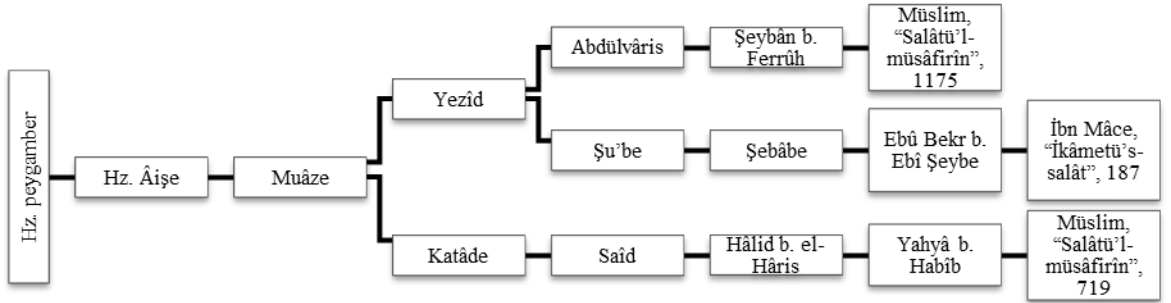 Hz. peygamber
Hz. Âişe
Muâze
Yezîd
Abdülvâris
Şeybân b.
Ferrûh
Müslim,
“Salâtü’l-
müsâfirîn”,
1175
Şu’be
Şebâbe
Ebû Bekr b.
Ebî Şeybe
İbn Mâce,
“İkâmetü’s-
salât”, 187
Katâde
Saîd
Hâlid b. el-
Hâris
Yahyâ b.
Habîb
Müslim,
“Salâtü’l-
müsâfirîn”,
719